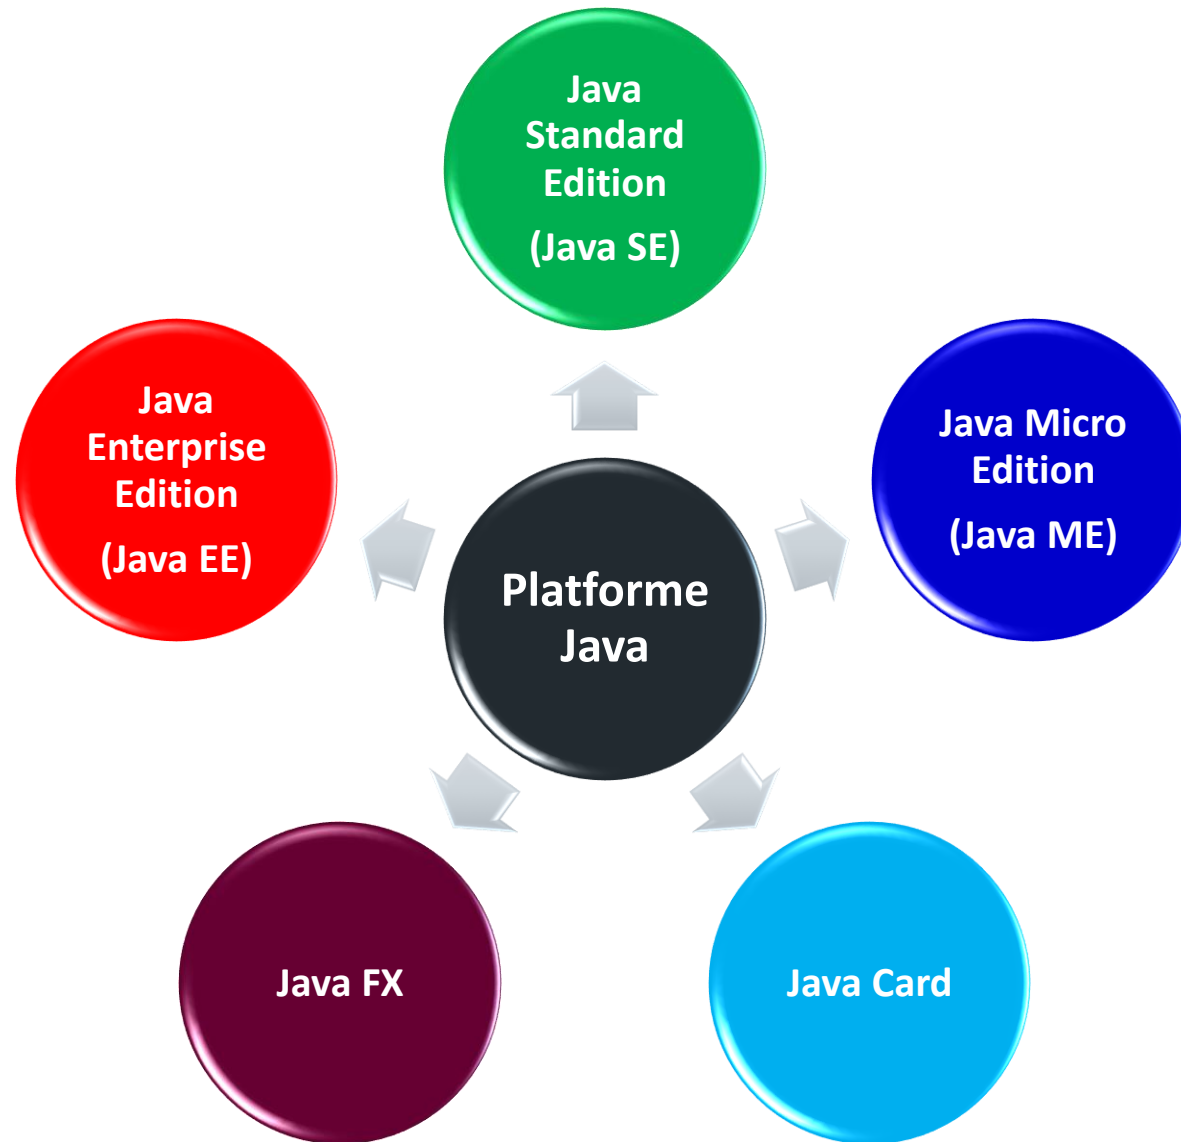 Java
Standard
Edition
(Java SE)
Java
Enterprise
Edition
(Java EE)
Java Micro
Edition
(Java ME)
Platforme
Java
Java FX
Java Card